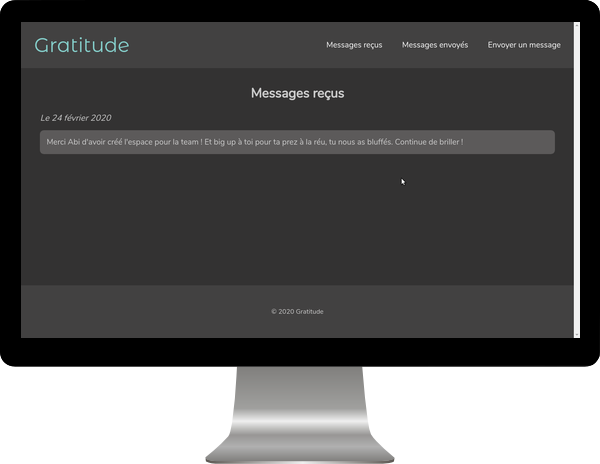 Gratitude
Messages reçus
Messages envoyés
Envoyer un message
Messages reçus
Le 24 février 2020
Merci Abi d'avoir créé l'espace pour la team ! Et big up à toi pour ta prez à la réu, tu nous as bluffés. Continue de briller !
© 2020 Gratitude